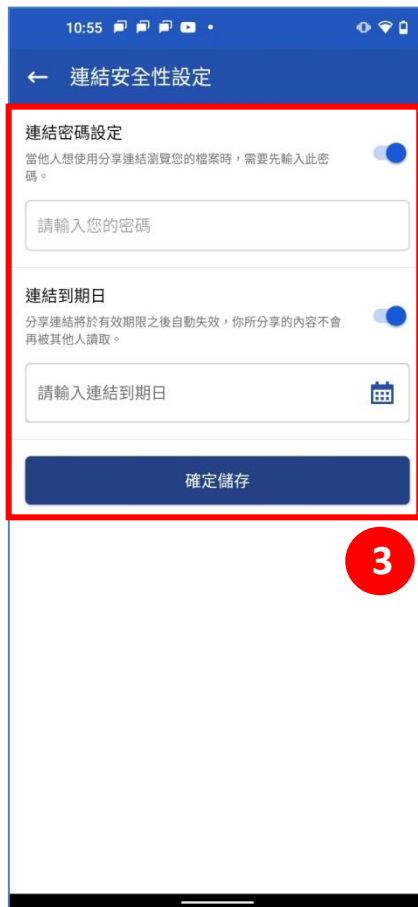 10:55
← 連結安全性設定
連結密碼設定
當他人想使用分享連結瀏覽您的檔案時，需要先輸入此密
碼。
請輸入您的密碼
連結到期日
分享連結將於有效期限之後自動失效，你所分享的內容不會
再被其他人讀取。
請輸入連結到期日
確定儲存
3